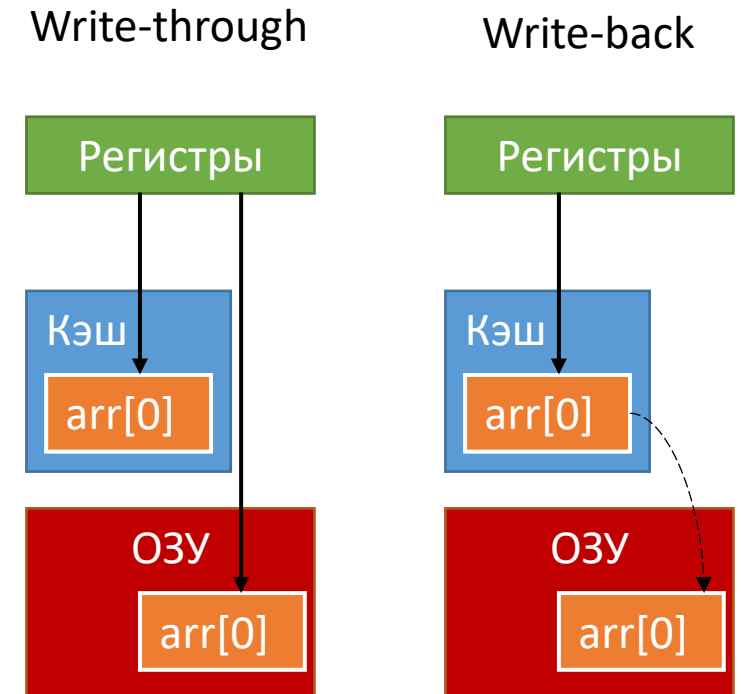 Write-through
Регистры
Кэш
arr[0]
ОЗУ
arr[0]
Write-back
Регистры
Кэш
arr[0]
ОЗУ
arr[0]